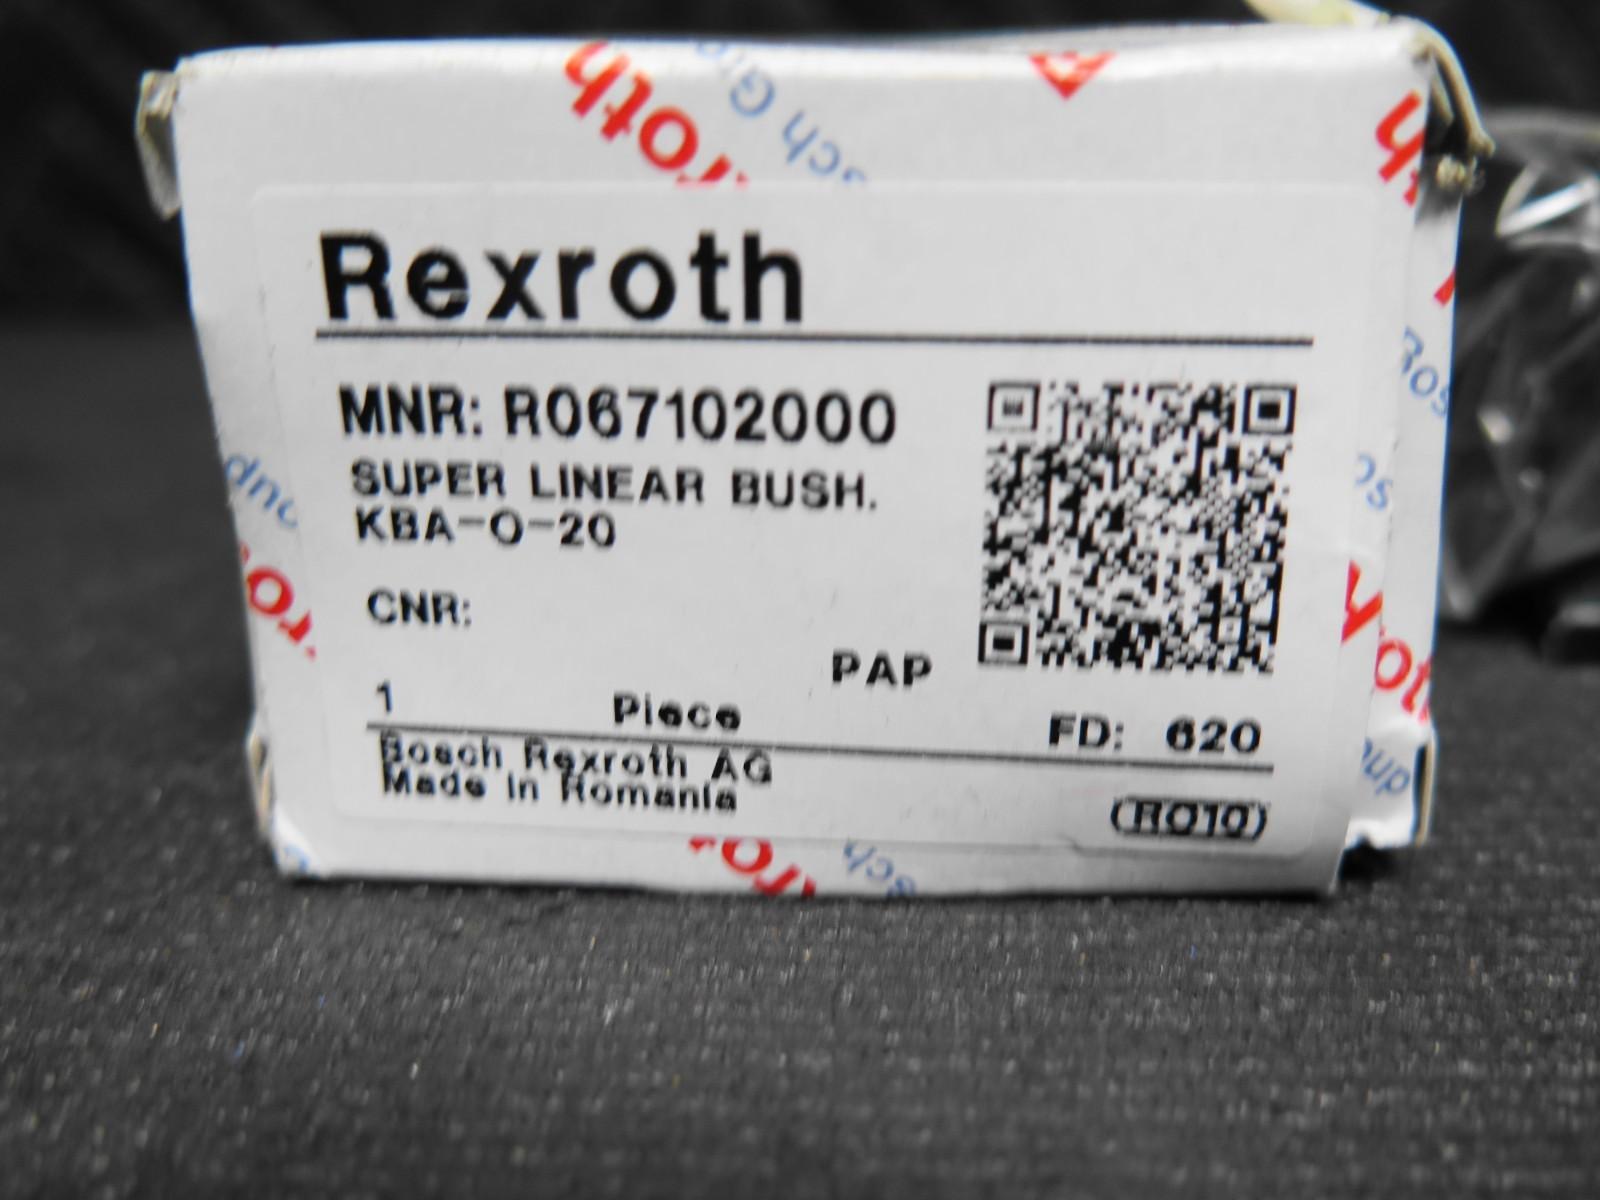 Rexroth
MNR: R067102000
SUPER LINEAR BUSH.
KBA-O-20
CNR:
PAP
1 Piece
FD: 620
Bosch Rexroth AG
Made in Romania
(RO10)